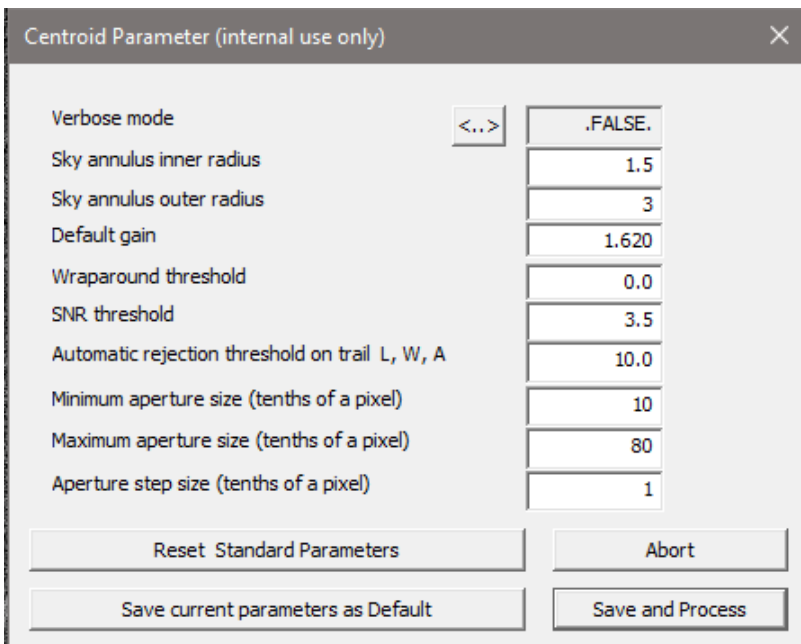 Centroid Parameter (internal use only)
Verbose mode <..> .FALSE.
Sky annulus inner radius 1.5
Sky annulus outer radius 3
Default gain 1.620
Wraparound threshold 0.0
SNR threshold 3.5
Automatic rejection threshold on trail L, W, A 10.0
Minimum aperture size (tenths of a pixel) 10
Maximum aperture size (tenths of a pixel) 80
Aperture step size (tenths of a pixel) 1
Reset Standard Parameters Abort
Save current parameters as Default Save and Process